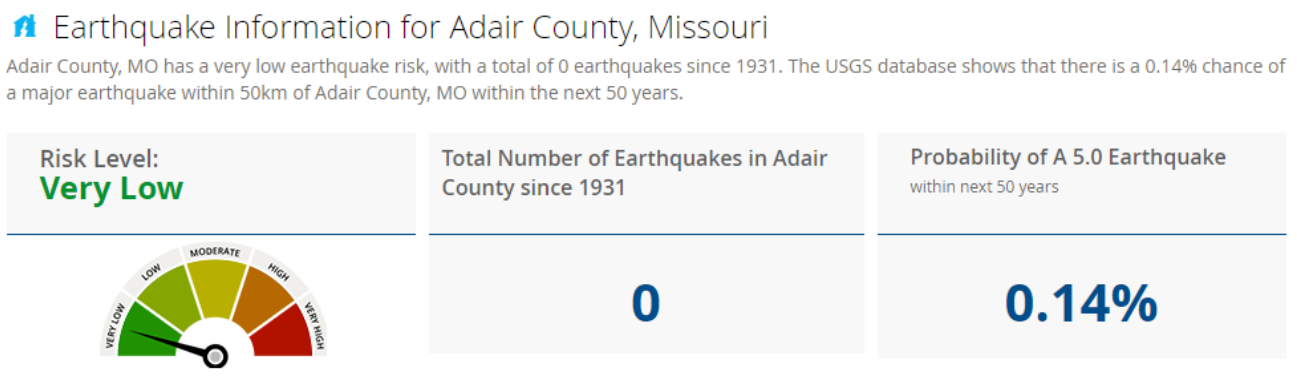 Earthquake Information for Adair County, Missouri
Adair County, MO has a very low earthquake risk, with a total of 0 earthquakes since 1931. The USGS database shows that there is a 0.14% chance of
a major earthquake within 50km of Adair County, MO within the next 50 years.
Risk Level:
Very Low
VERY LOW
LOW
MODERATE
HIGH
VERY HIGH
Total Number of Earthquakes in Adair
County since 1931
0
Probability of A 5.0 Earthquake
within next 50 years
0.14%